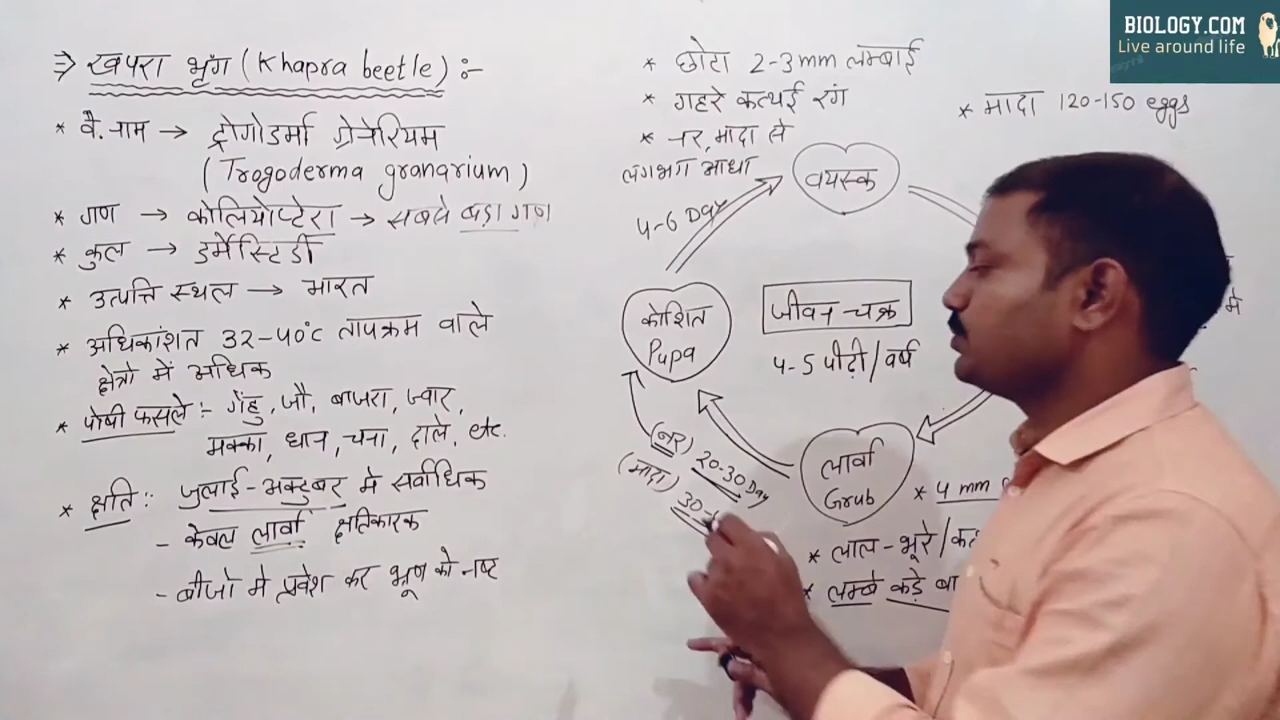 ⇒ खपरा भृंग (Khapra beetle) :-
* वै. नाम → ट्रोगोडर्मा ग्रेनेरियम
(Trogoderma granarium)
* गण → कोलियोप्टेरा → सबसे बड़ा गण
* कुल → डर्मेस्टिडी
* उत्पत्ति स्थल → भारत
* अधिकांशत 32-40°C तापक्रम वाले
क्षेत्रो में अधिक
* पोषी फसले :- गेंहु, जौ, बाजरा, ज्वार,
मक्का, धान, चना, दाले, etc.
* क्षति :- जुलाई-अक्टुबर मे सर्वाधिक
- केवल लार्वा क्षतिकारक
- बीजो मे प्रवेश कर भ्रूण को नष्ट
* छोटा 2-3mm लम्बाई
* गहरे कत्थई रंग
* नर, मादा से
लगभग आधा
* मादा 120-150 eggs
वयस्क
4-6 Day
कोशित
Pupa
जीवन-चक्र
4-5 पीढ़ी/वर्ष
मे
(नर) 20-30 Day
(मादा) 30-
लार्वा
Grub
* 4 mm
* लाल-भूरे/
* लम्बे कड़े बा
BIOLOGY.COM
Live around life